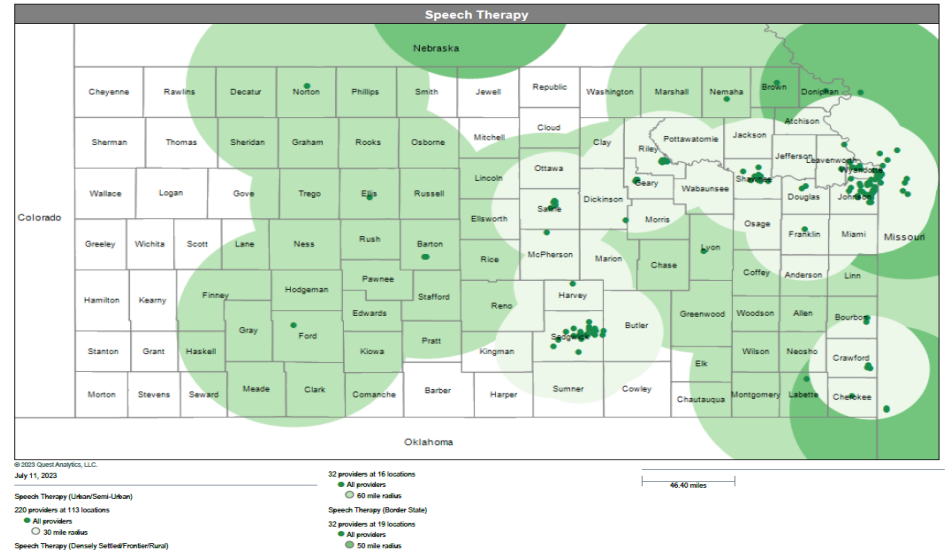 Speech Therapy
Nebraska
Cheyenne Rawlins Decatur Norton Phillips Smith Jewell Republic Washington Marshall Nemaha Brown Doniphan
Atchison
Sherman Thomas Sheridan Graham Rooks Osborne Mitchell Cloud Clay Riley Pottawatomie Jackson
Jefferson Leavenworth
Wyandotte
Wallace Logan Gove Trego Ellis Russell Lincoln Ottawa Saline Dickinson Geary Wabaunsee Shawnee Douglas Johnson
Colorado
Greeley Wichita Scott Lane Ness Rush Barton Ellsworth McPherson Marion Morris Osage Franklin Miami Missouri
Hamilton Kearny Finney Hodgeman Pawnee Stafford Rice Harvey Chase Lyon Coffey Anderson Linn
Edwards Reno
Gray Ford Sedgwick Butler Greenwood Woodson Allen Bourbon
Stanton Grant Haskell Kiowa Pratt Kingman Elk Wilson Neosho Crawford
Morton Stevens Seward Meade Clark Comanche Barber Harper Sumner Cowley Chautauqua Montgomery Labette Cherokee
Oklahoma
© 2023 Quest Analytics, LLC.
July 11, 2023
Speech Therapy (Urban/Semi-Urban)
220 providers at 113 locations
All providers
30 mile radius
Speech Therapy (Densely Settled/Frontier/Rural)
32 providers at 16 locations
All providers
60 mile radius
Speech Therapy (Border State)
32 providers at 19 locations
All providers
50 mile radius
46.40 miles